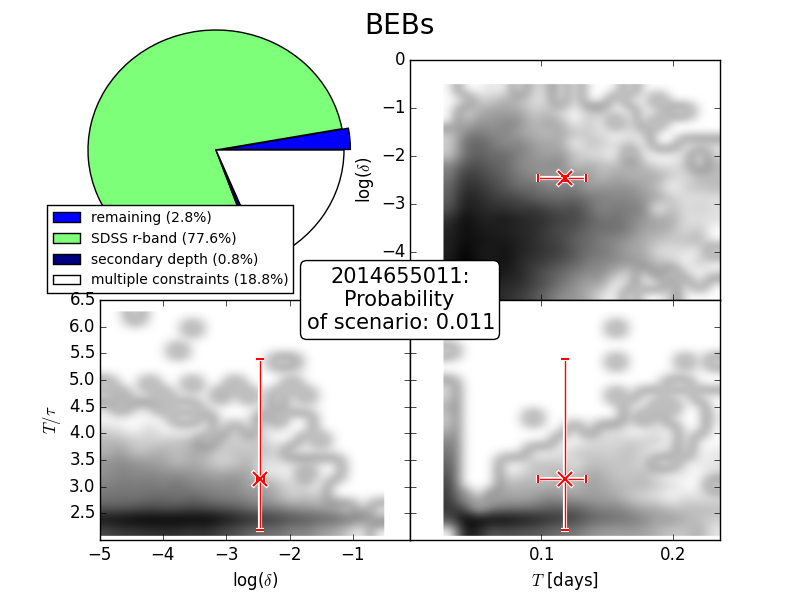 BEBs
remaining (2.8%)
SDSS r-band (77.6%)
secondary depth (0.8%)
multiple constraints (18.8%)
0
−1
−2
−3
−4
log(δ)
2014655011:
Probability
of scenario: 0.011
6.5
6.0
5.5
5.0
4.5
4.0
3.5
3.0
2.5
T/τ
−5 −4 −3 −2 −1
log(δ)
0.1 0.2
T [days]